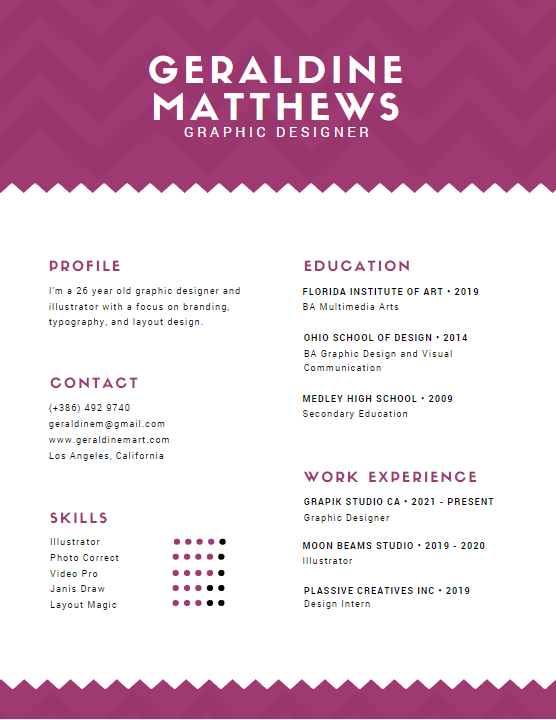 GERALDINE
MATTHEWS
GRAPHIC DESIGNER
PROFILE
I'm a 26 year old graphic designer and
illustrator with a focus on branding,
typography, and layout design.
CONTACT
(+386) 492 9740
geraldinem@gmail.com
www.geraldinemart.com
Los Angeles, California
SKILLS
Illustrator
Photo Correct
Video Pro
Janis Draw
Layout Magic
EDUCATION
FLORIDA INSTITUTE OF ART • 2019
BA Multimedia Arts
OHIO SCHOOL OF DESIGN • 2014
BA Graphic Design and Visual
Communication
MEDLEY HIGH SCHOOL • 2009
Secondary Education
WORK EXPERIENCE
GRAPIK STUDIO CA • 2021 - PRESENT
Graphic Designer
MOON BEAMS STUDIO • 2019 - 2020
Illustrator
PLASSIVE CREATIVES INC • 2019
Design Intern